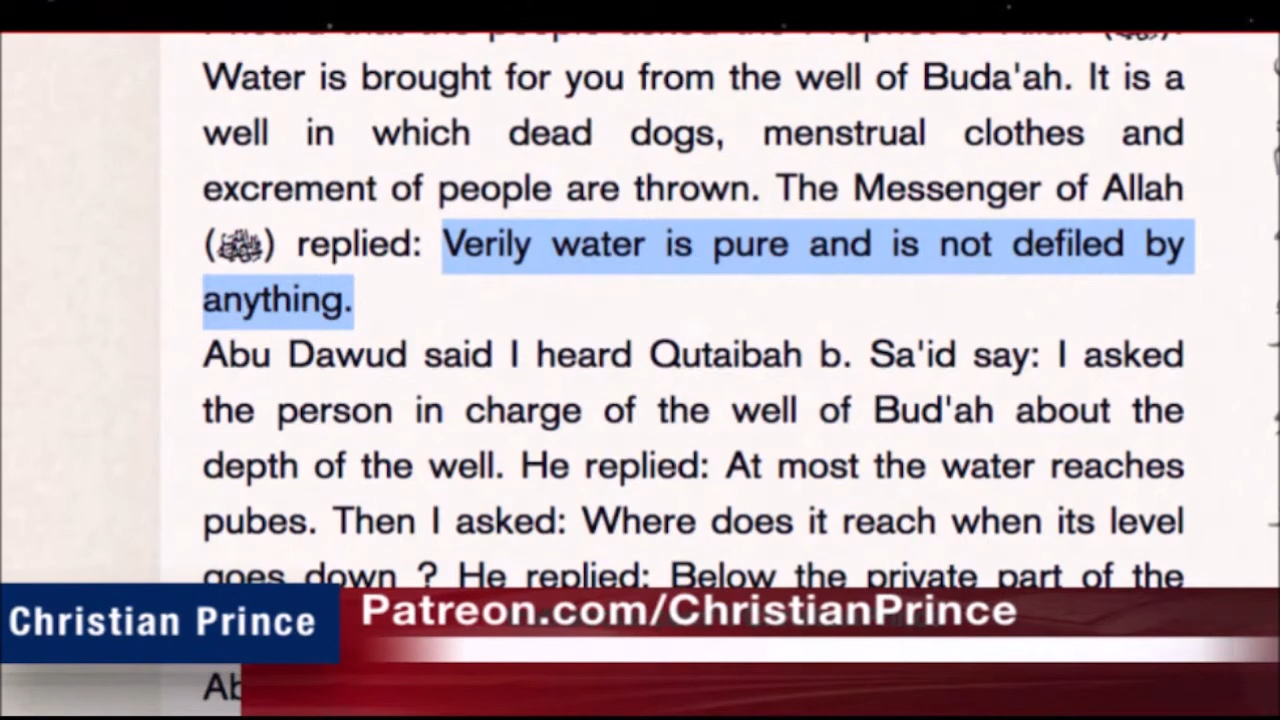 Water is brought for you from the well of Buda'ah. It is a
well in which dead dogs, menstrual clothes and
excrement of people are thrown. The Messenger of Allah
(ﷺ) replied: Verily water is pure and is not defiled by
anything.
Abu Dawud said I heard Qutaibah b. Sa'id say: I asked
the person in charge of the well of Bud'ah about the
depth of the well. He replied: At most the water reaches
pubes. Then I asked: Where does it reach when its level
goes down ? He replied: Below the private part of the
Christian Prince
Patreon.com/ChristianPrince